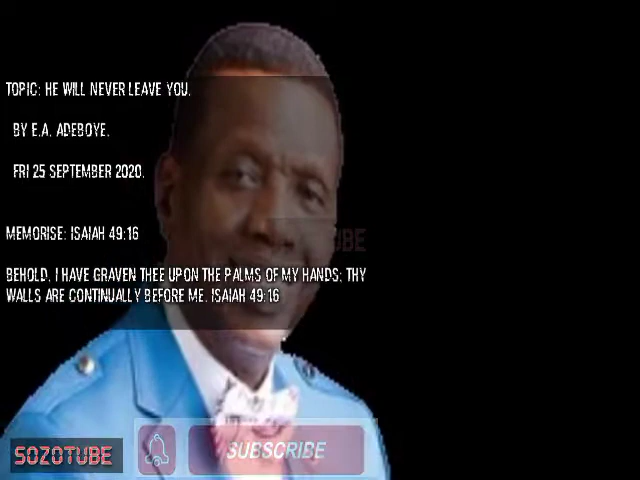 TOPIC: HE WILL NEVER LEAVE YOU.
BY E.A. ADEBOYE.
FRI 25 SEPTEMBER 2020.
MEMORISE: ISAIAH 49:16
BEHOLD, I HAVE GRAVEN THEE UPON THE PALMS OF MY HANDS; THY
WALLS ARE CONTINUALLY BEFORE ME. ISAIAH 49:16
SOZOTUBE
SUBSCRIBE